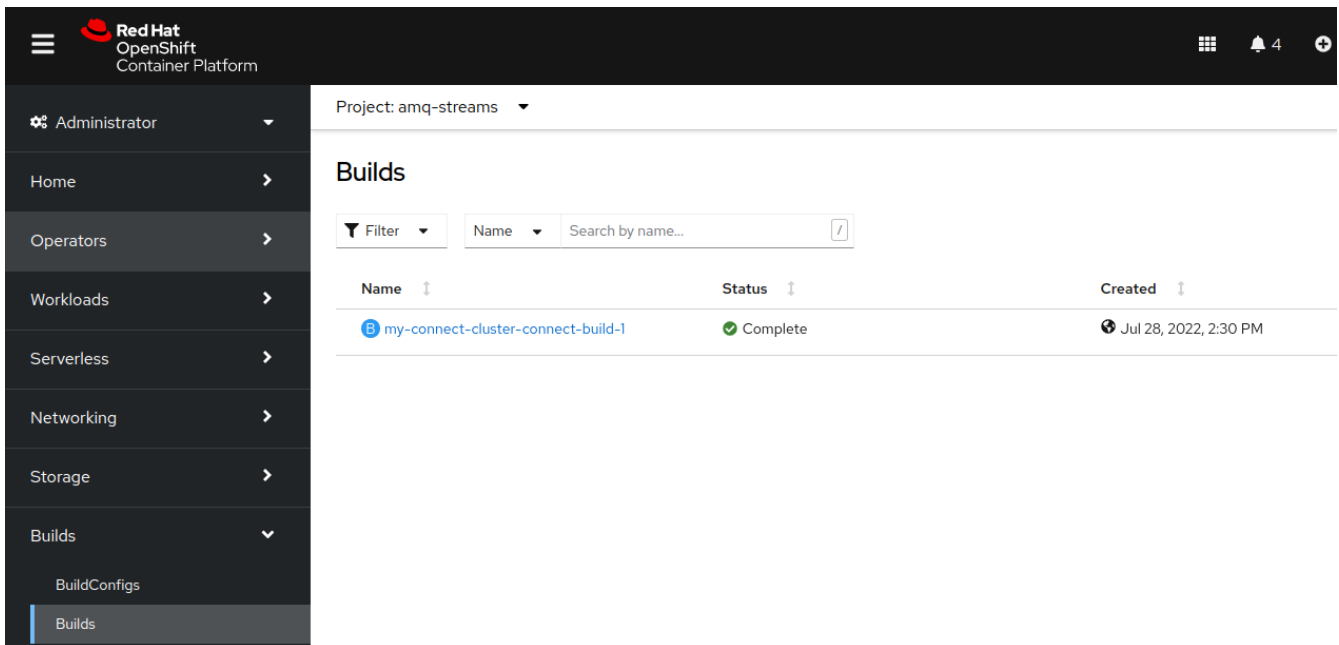 Red Hat
OpenShift
Container Platform
4
Administrator
Project: amq-streams
Home
Operators
Workloads
Serverless
Networking
Storage
Builds
BuildConfigs
Builds
Builds
Filter Name Search by name... /
Name Status Created
B my-connect-cluster-connect-build-1 Complete Jul 28, 2022, 2:30 PM